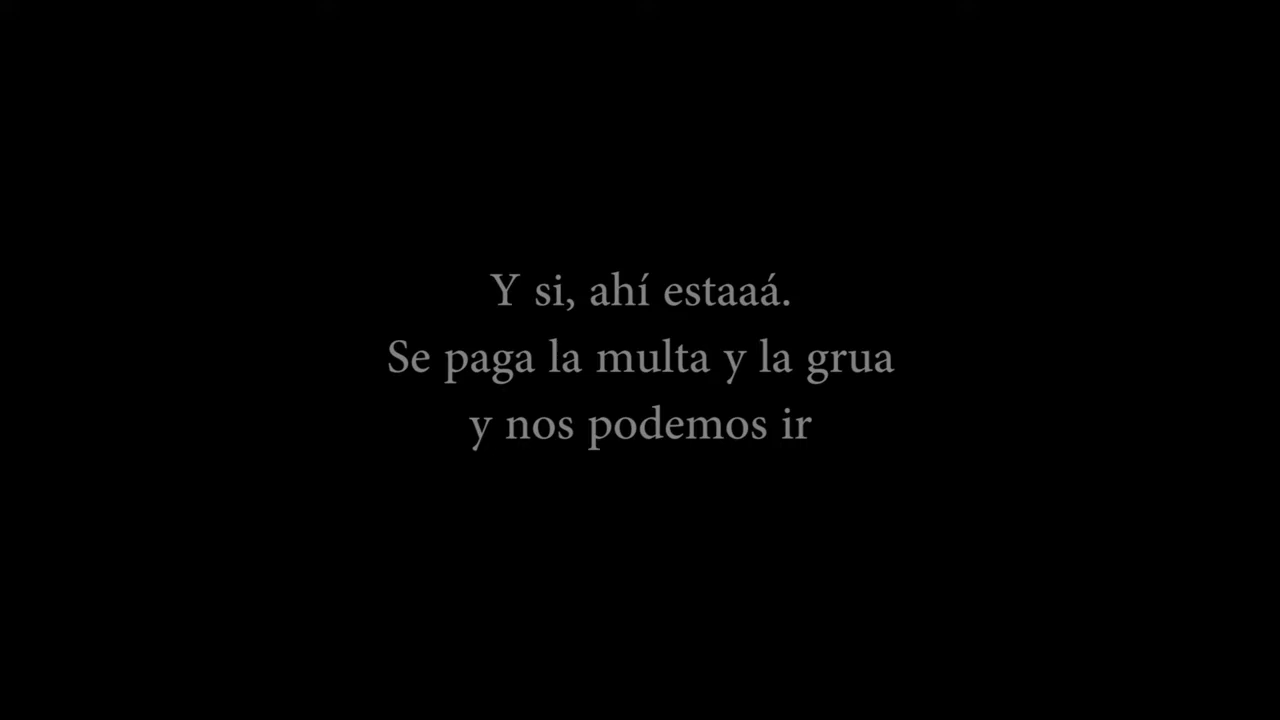 Y si, ahí estaaá.
Se paga la multa y la grua
y nos podemos ir